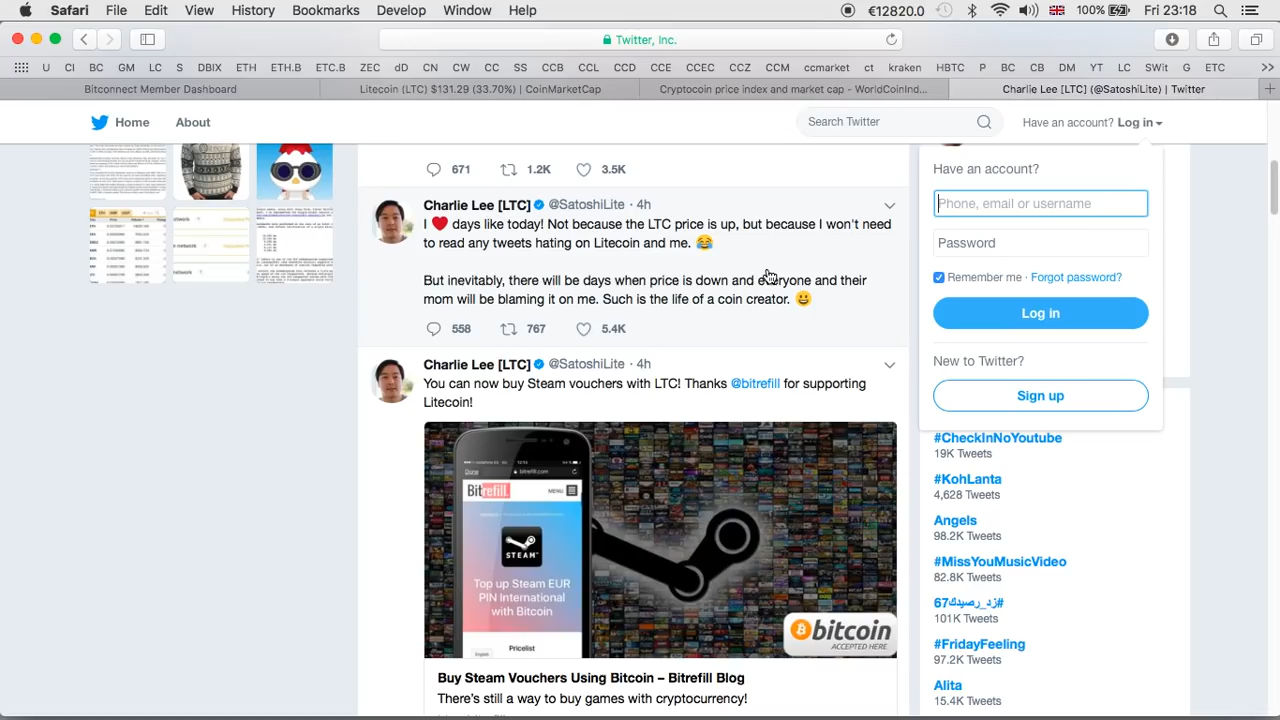 Safari File Edit View History Bookmarks Develop Window Help €12820.0 100% Fri 23:18
Twitter, Inc.
U CI BC GM LC S DBIX ETH ETH.B ETC.B ZEC dD CN CW CC SS CCB CCL CCD CCE CCEC CCZ CCM ccmarket ct kraken HBTC P BC CB DM YT LC SWit G ETC
Bitconnect Member Dashboard Litecoin (LTC) $131.29 (33.70%) | CoinMarketCap Cryptocoin price index and market cap - WorldCoinInd... Charlie Lee [LTC] (@SatoshiLite) | Twitter
Home About Search Twitter Have an account? Log in
671 1.2K 3.5K
Charlie Lee [LTC] @SatoshiLite · 4h
days like today. Not because the LTC price is up, but because I won't need
to read any tweets hating on Litecoin and me.
But inevitably, there will be days when price is down and everyone and their
mom will be blaming it on me. Such is the life of a coin creator.
558 767 5.4K
Charlie Lee [LTC] @SatoshiLite · 4h
You can now buy Steam vouchers with LTC! Thanks @bitrefill for supporting
Litecoin!
Done bitrefill.com
Bitrefill MENU
STEAM
Top up Steam EUR
PIN International
with Bitcoin
Pricelist
English
bitcoin
ACCEPTED HERE
Buy Steam Vouchers Using Bitcoin – Bitrefill Blog
There's still a way to buy games with cryptocurrency!
Have an account?
Phone, email or username
Password
Remember me · Forgot password?
Log in
New to Twitter?
Sign up
#CheckInNoYoutube
19K Tweets
#KohLanta
4,628 Tweets
Angels
98.2K Tweets
#MissYouMusicVideo
82.8K Tweets
#زد_رصيدك67
101K Tweets
#FridayFeeling
97.2K Tweets
Alita
15.4K Tweets